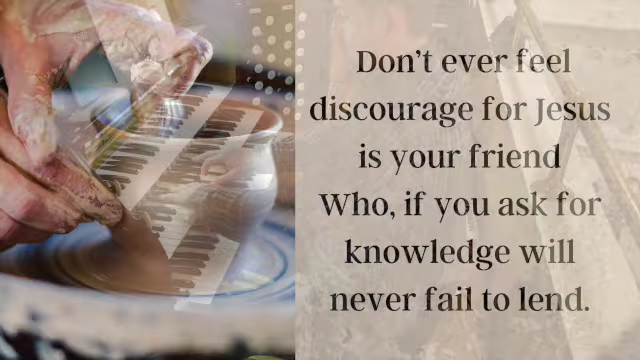 Don't ever feel
discourage for Jesus
is your friend
Who, if you ask for
knowledge will
never fail to lend.